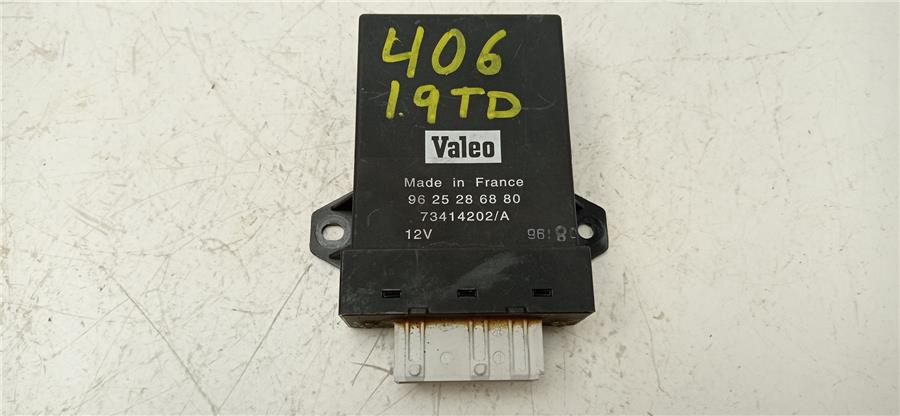 406
1.9TD
Valeo
Made in France
96 25 28 68 80
73414202/A
12V